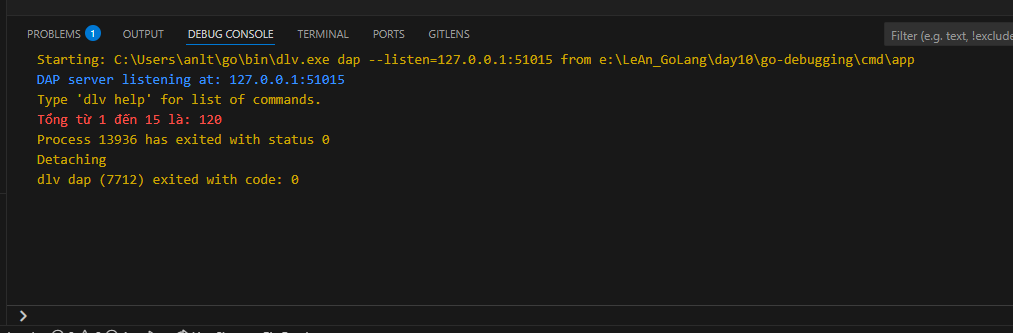 PROBLEMS 1 OUTPUT DEBUG CONSOLE TERMINAL PORTS GITLENS
Filter (e.g. text, !exclude
Starting: C:\Users\anlt\go\bin\dlv.exe dap --listen=127.0.0.1:51015 from e:\LeAn_GoLang\day10\go-debugging\cmd\app
DAP server listening at: 127.0.0.1:51015
Type 'dlv help' for list of commands.
Tổng từ 1 đến 15 là: 120
Process 13936 has exited with status 0
Detaching
dlv dap (7712) exited with code: 0